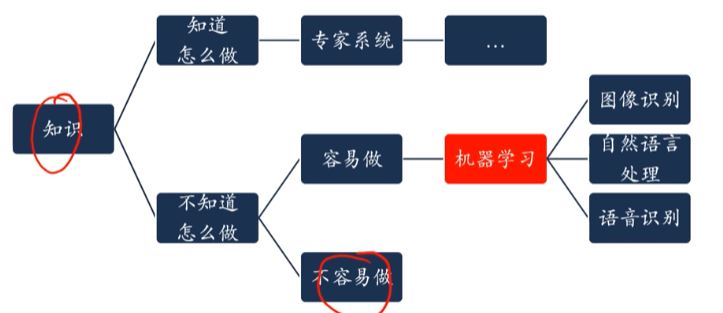 知道
怎么做
专家系统
…
知识
图像识别
容易做
机器学习
自然语言
处理
不知道
怎么做
语音识别
不容易做